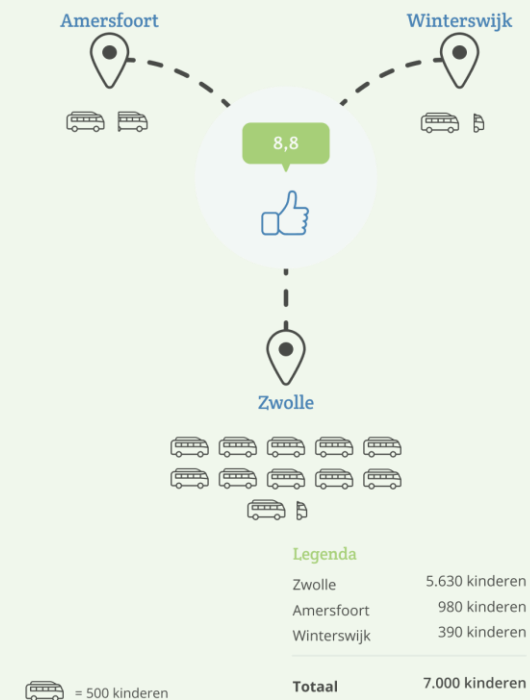 Amersfoort
Winterswijk
8,8
Zwolle
Legenda
Zwolle 5.630 kinderen
Amersfoort 980 kinderen
Winterswijk 390 kinderen
Totaal 7.000 kinderen
= 500 kinderen